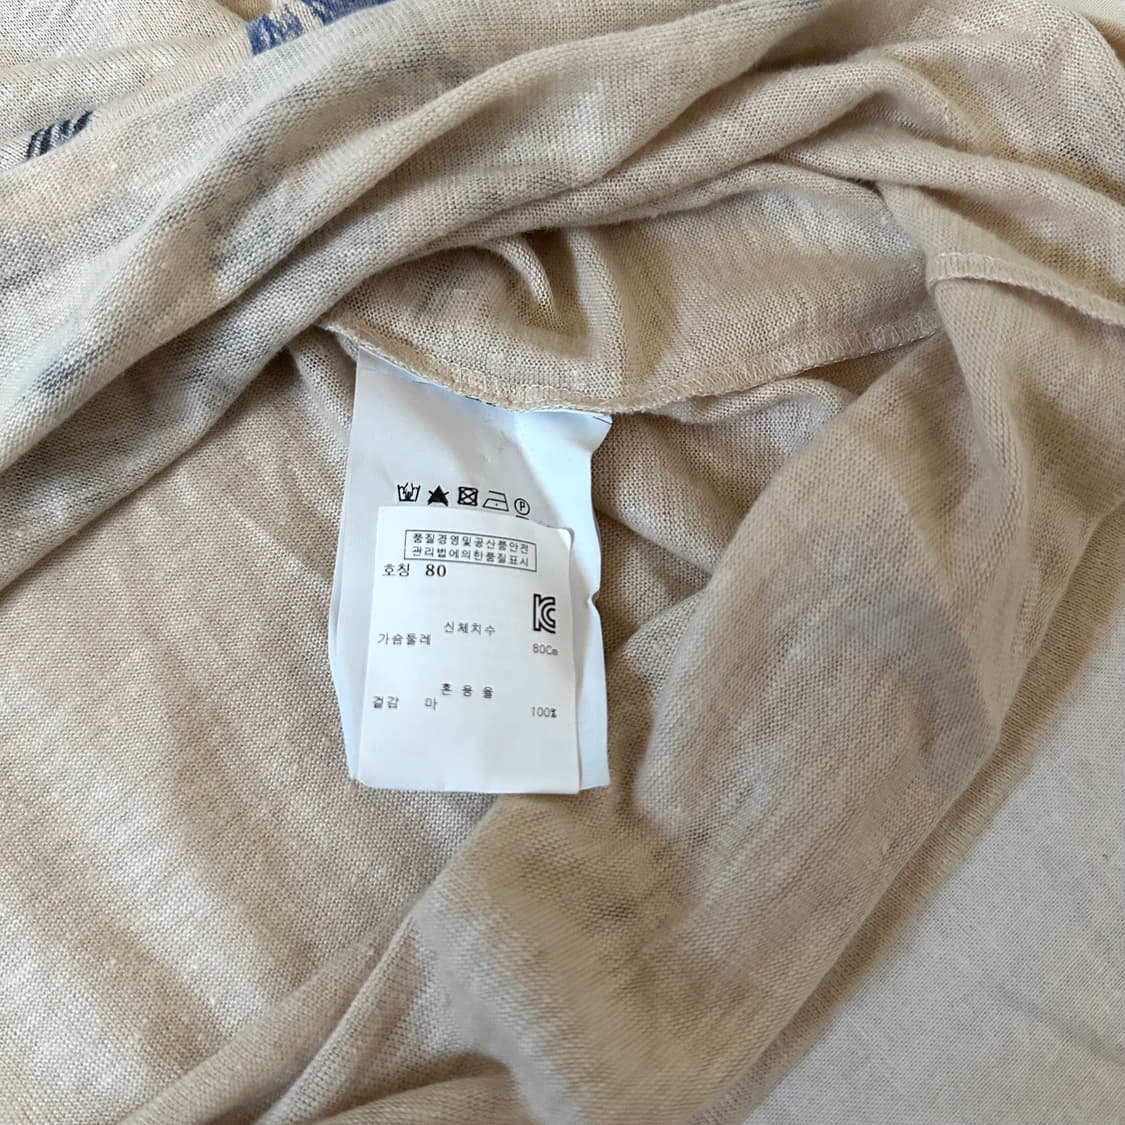 P
품질경영및공산품안전
관리법에의한품질표시
호칭 80
신체치수
가슴둘레 80Cm
혼용율
겉감 마 100%